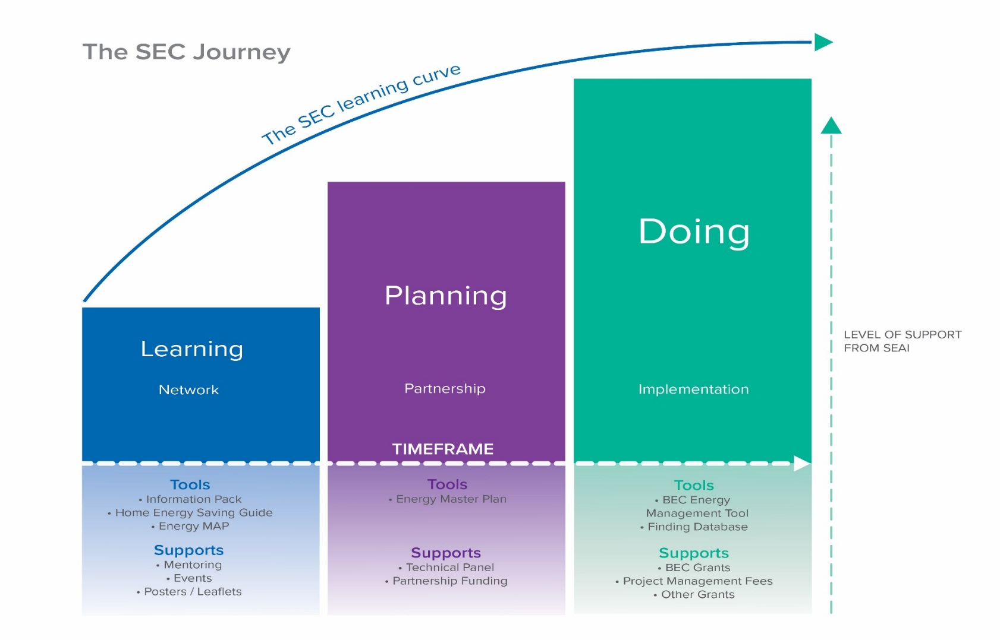 The SEC Journey
The SEC learning curve
Learning
Network
Planning
Partnership
Doing
Implementation
TIMEFRAME
LEVEL OF SUPPORT
FROM SEAI
Tools
• Information Pack
• Home Energy Saving Guide
• Energy MAP
Supports
• Mentoring
• Events
• Posters / Leaflets
Tools
• Energy Master Plan
Supports
• Technical Panel
• Partnership Funding
Tools
• BEC Energy
Management Tool
• Finding Database
Supports
• BEC Grants
• Project Management Fees
• Other Grants